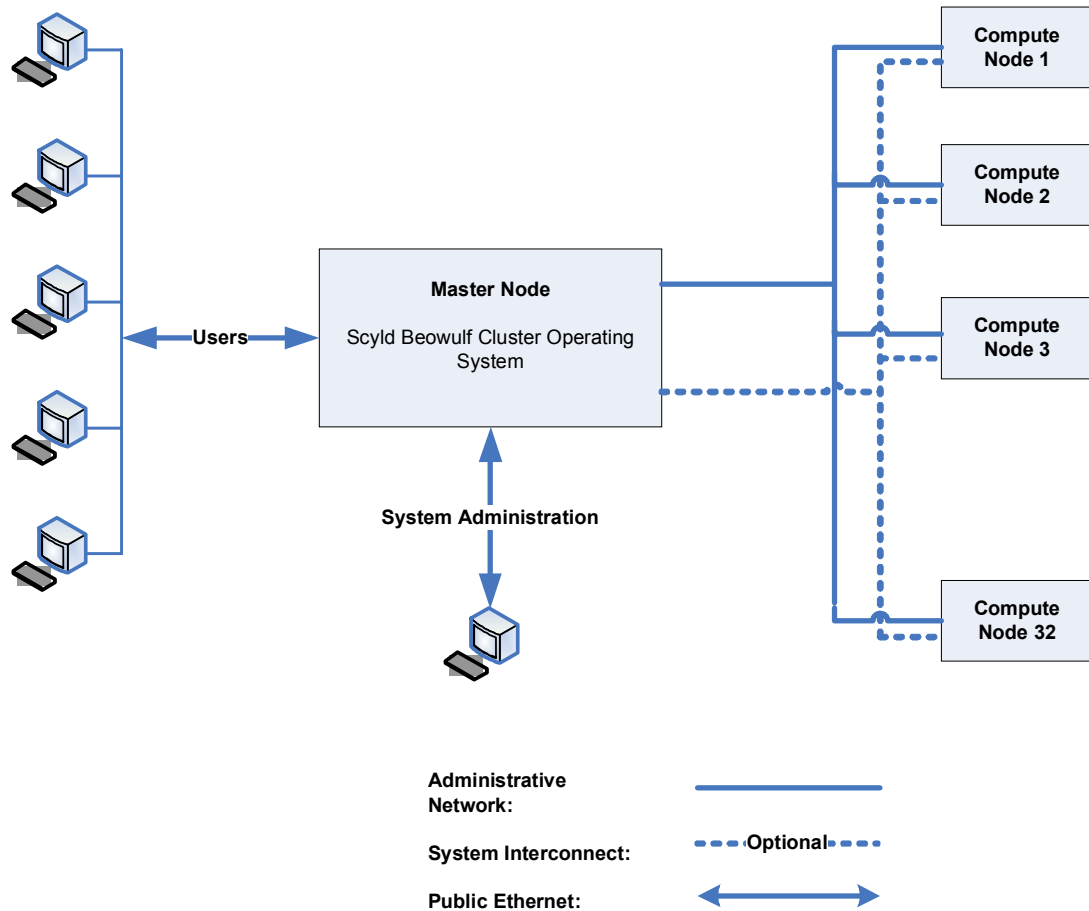 Compute
Node 1
Compute
Node 2
Master Node
Scyld Beowulf Cluster Operating
System
Users
Compute
Node 3
System Administration
Compute
Node 32
Administrative
Network:
System Interconnect:
Optional
Public Ethernet: